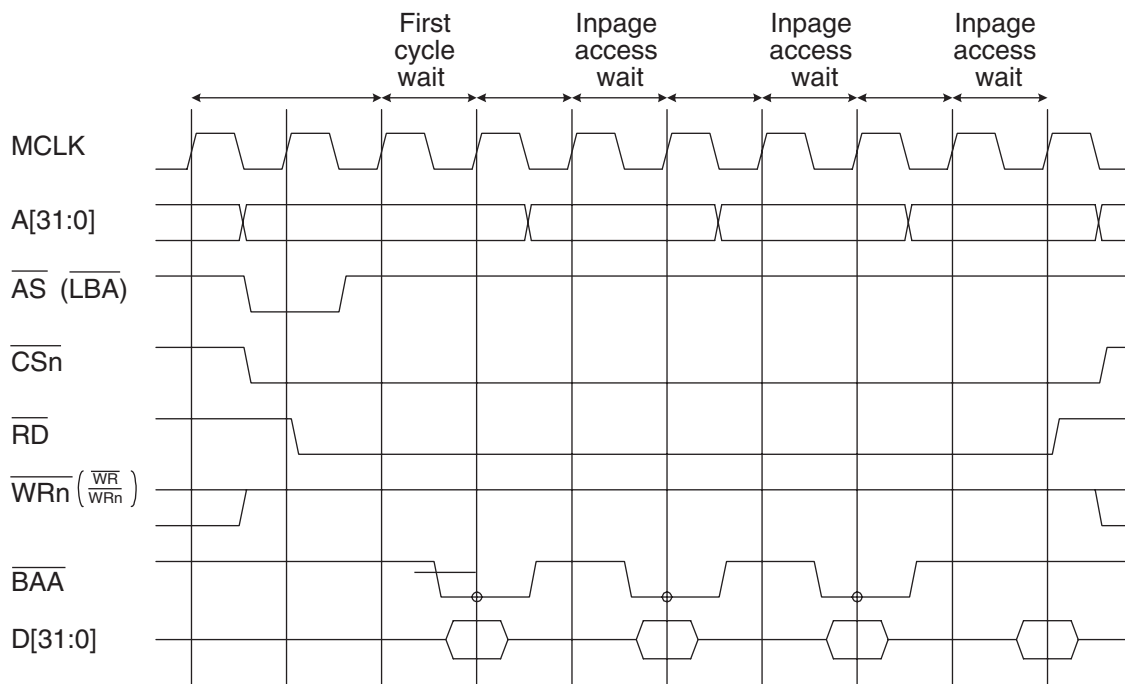 First cycle wait
Inpage access wait
Inpage access wait
Inpage access wait
MCLK
A[31:0]
AS (LBA)
CSn
RD
WRn (WR WRn)
BAA
D[31:0]